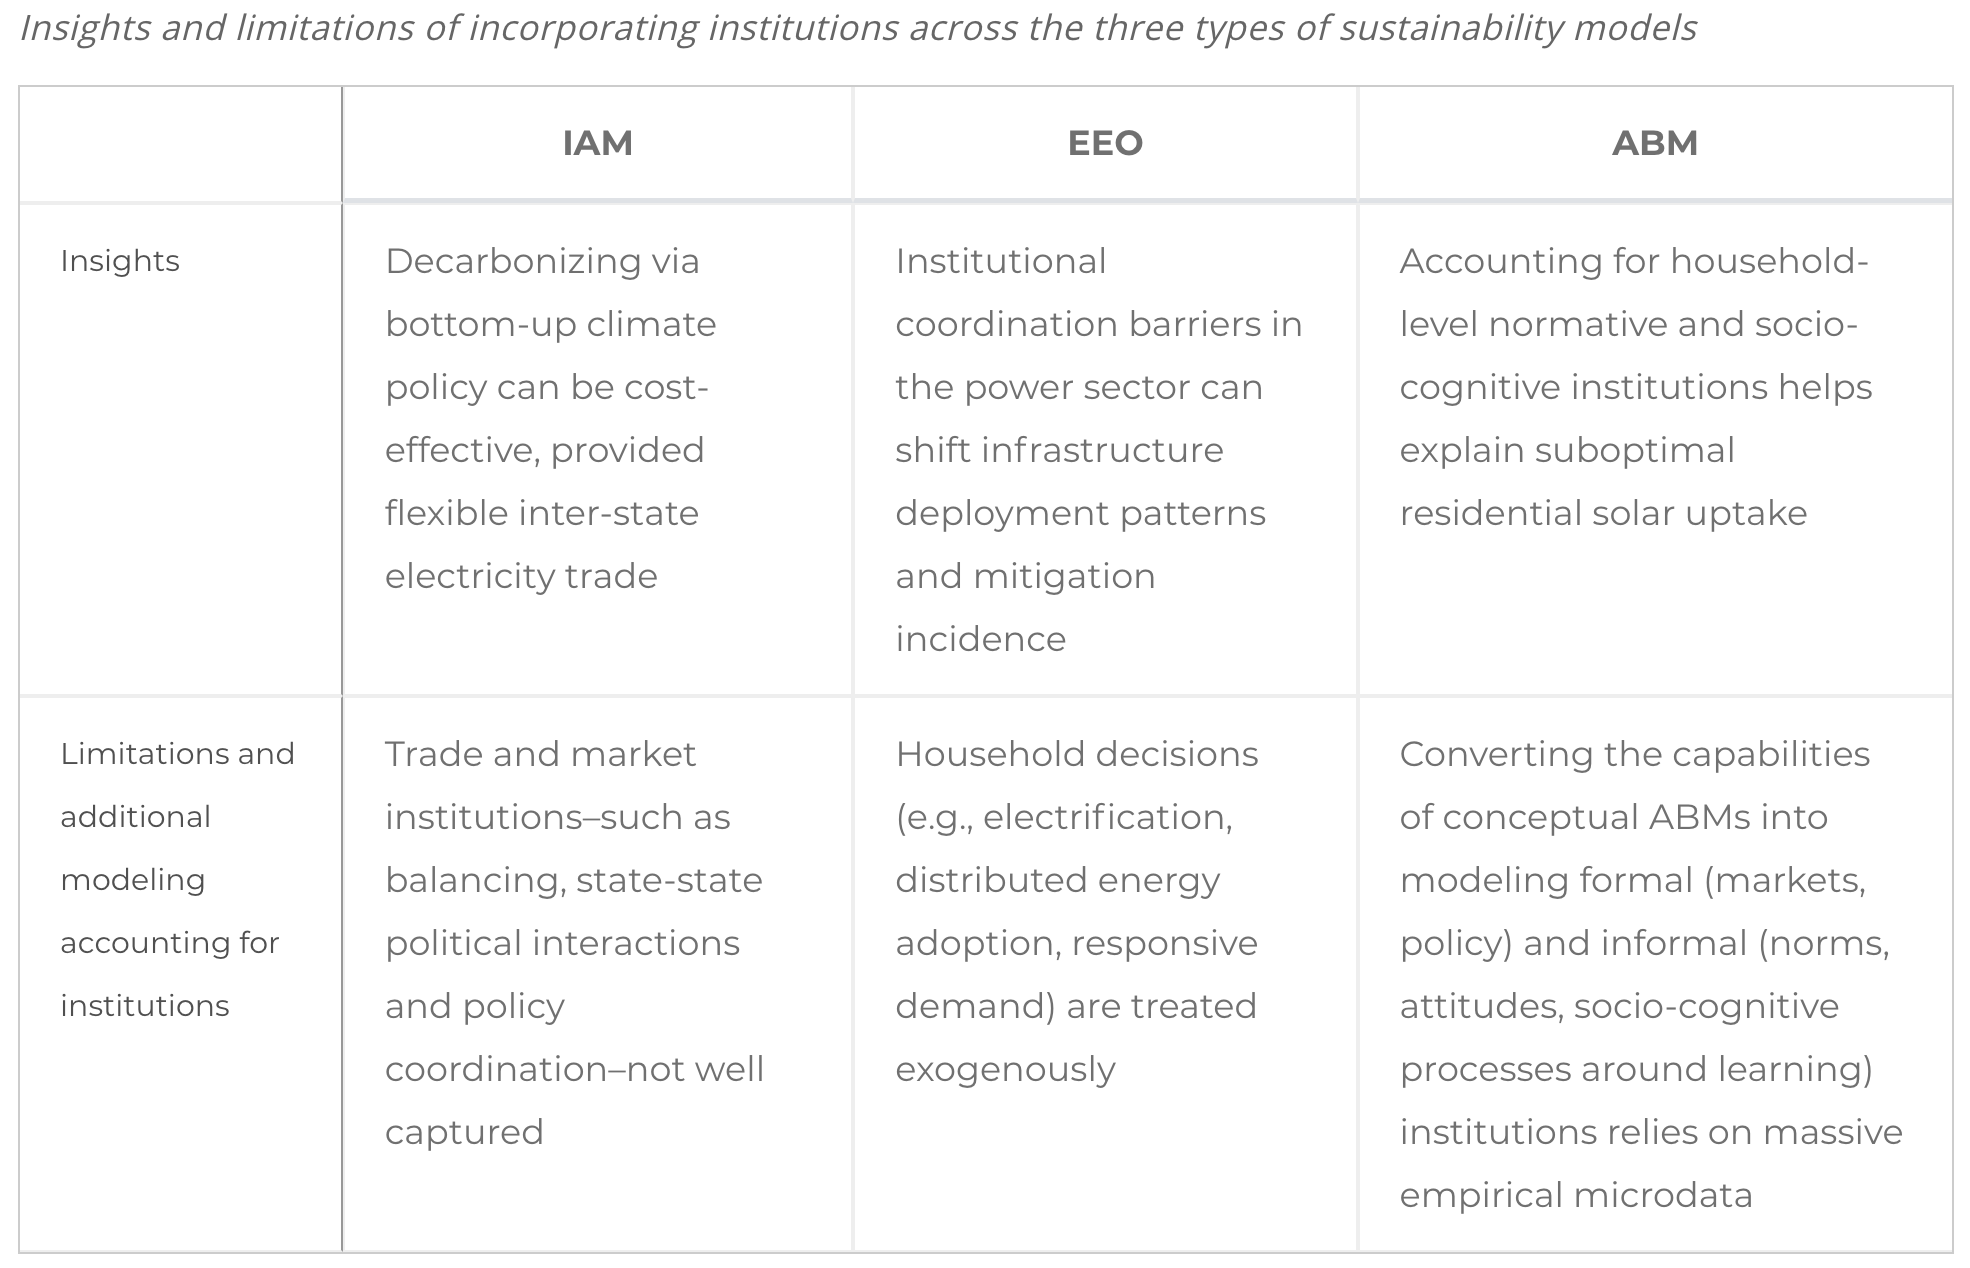 Insights and limitations of incorporating institutions across the three types of sustainability models
IAM
EEO
ABM
Insights
Decarbonizing via
bottom-up climate
policy can be cost-
effective, provided
flexible inter-state
electricity trade
Institutional
coordination barriers in
the power sector can
shift infrastructure
deployment patterns
and mitigation
incidence
Accounting for household-
level normative and socio-
cognitive institutions helps
explain suboptimal
residential solar uptake
Limitations and
additional
modeling
accounting for
institutions
Trade and market
institutions–such as
balancing, state-state
political interactions
and policy
coordination–not well
captured
Household decisions
(e.g., electrification,
distributed energy
adoption, responsive
demand) are treated
exogenously
Converting the capabilities
of conceptual ABMs into
modeling formal (markets,
policy) and informal (norms,
attitudes, socio-cognitive
processes around learning)
institutions relies on massive
empirical microdata